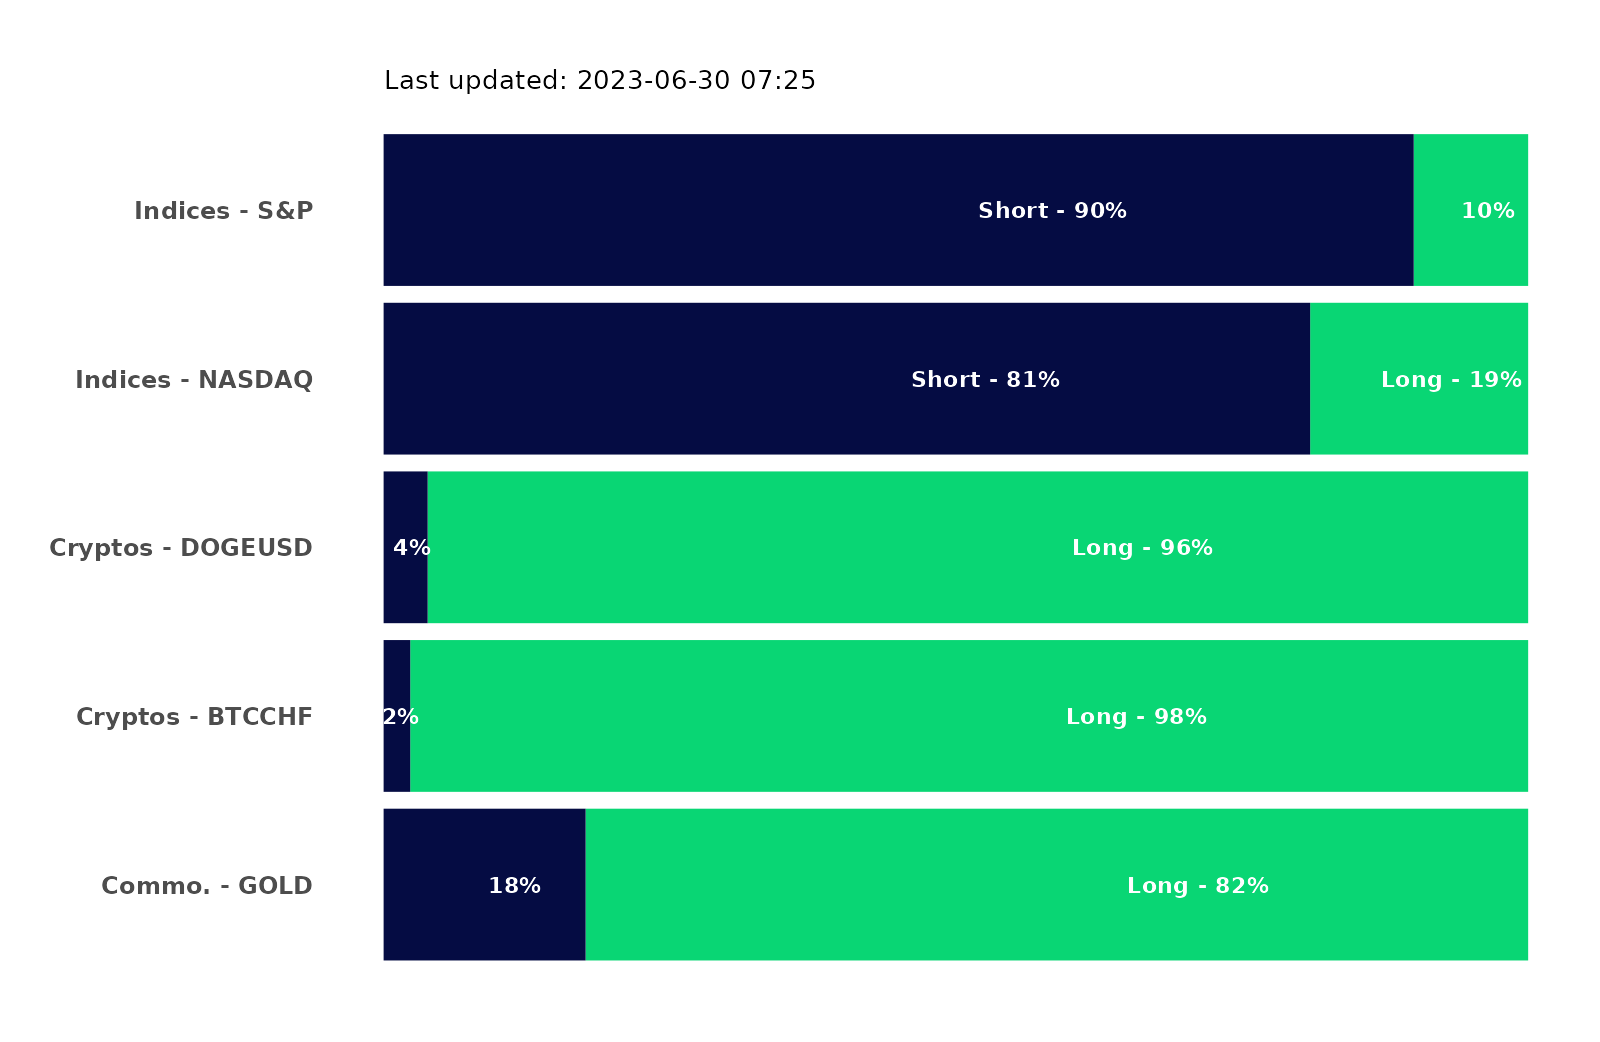 Last updated: 2023-06-30 07:25
Indices - S&P Short - 90% 10%
Indices - NASDAQ Short - 81% Long - 19%
Cryptos - DOGEUSD 4% Long - 96%
Cryptos - BTCCHF 2% Long - 98%
Commo. - GOLD 18% Long - 82%